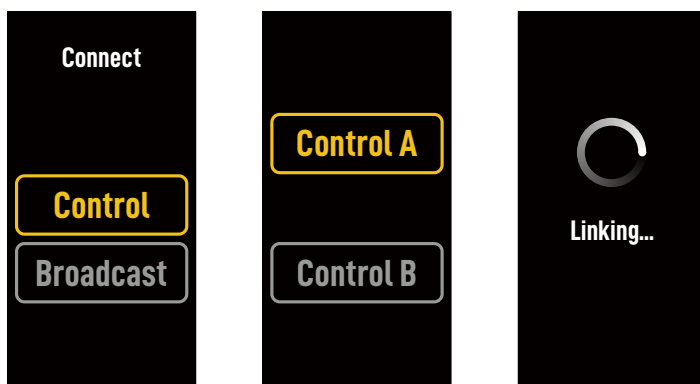 Connect
Control
Broadcast
Control A
Control B
Linking...